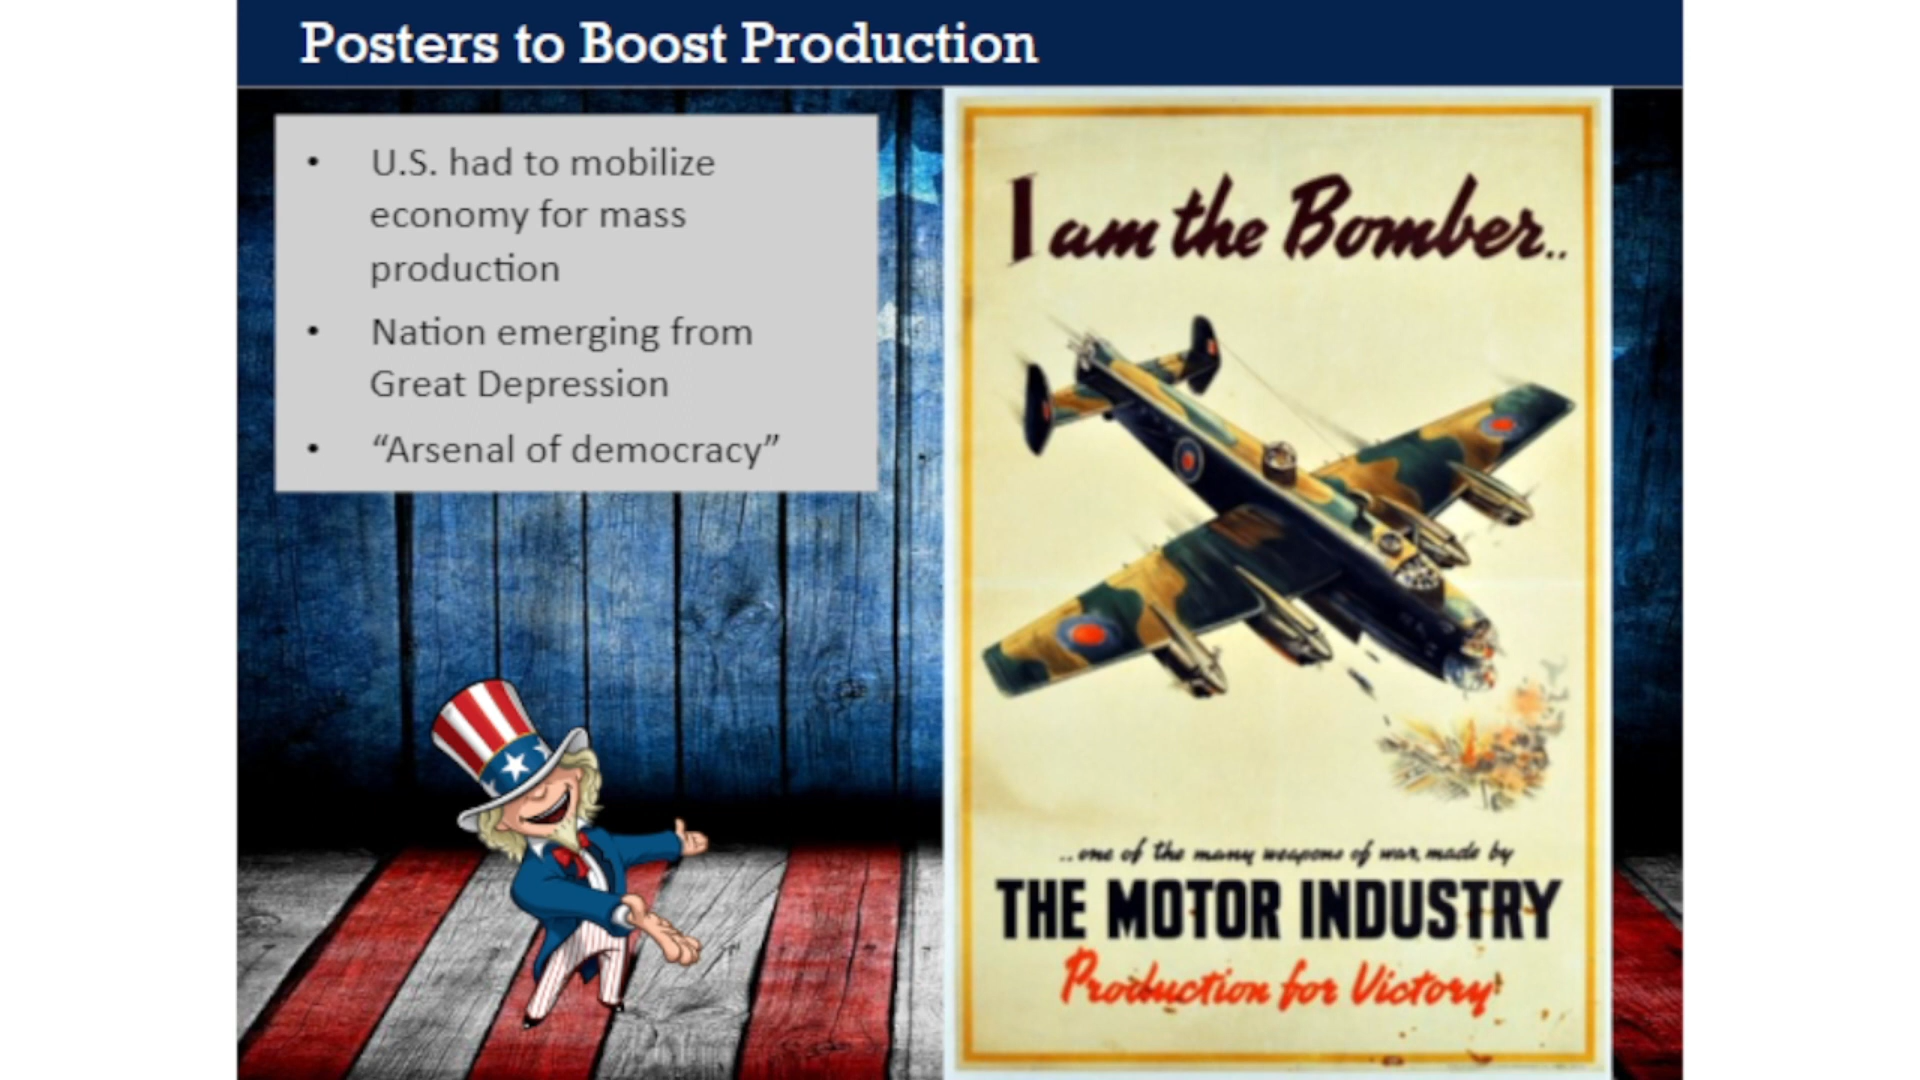 Posters to Boost Production
• U.S. had to mobilize
economy for mass
production
• Nation emerging from
Great Depression
• “Arsenal of democracy”
I am the Bomber..
..one of the many weapons of war, made by
THE MOTOR INDUSTRY
Production for Victory